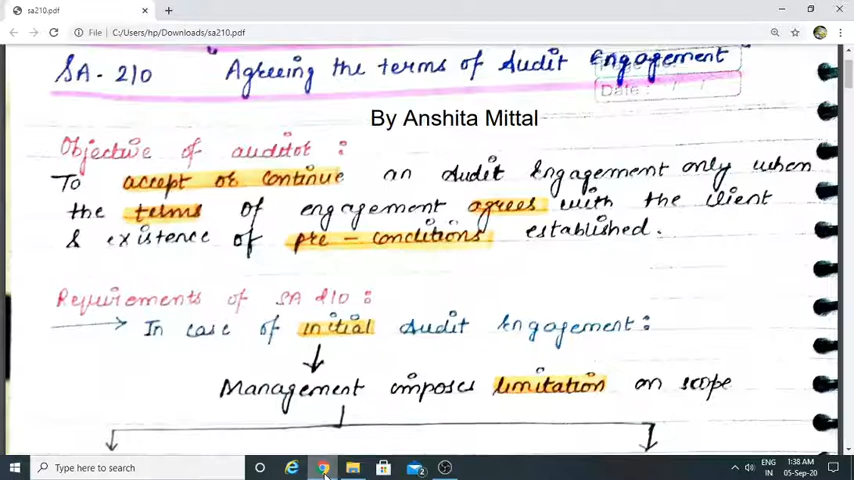 sa210.pdf
File
C:/Users/hp/Downloads/sa210.pdf
SA - 210 Agreeing the terms of Audit Engagement
Date :
By Anshita Mittal
Objective of auditor :
To accept or continue an Audit Engagement only when
the terms of engagement agrees with the client
& existence of pre - conditions established.
Requirements of SA 210 :
In case of initial Audit Engagement :
Management imposes limitation on scope
Type here to search
2
ENG
IN
1:38 AM
05-Sep-20